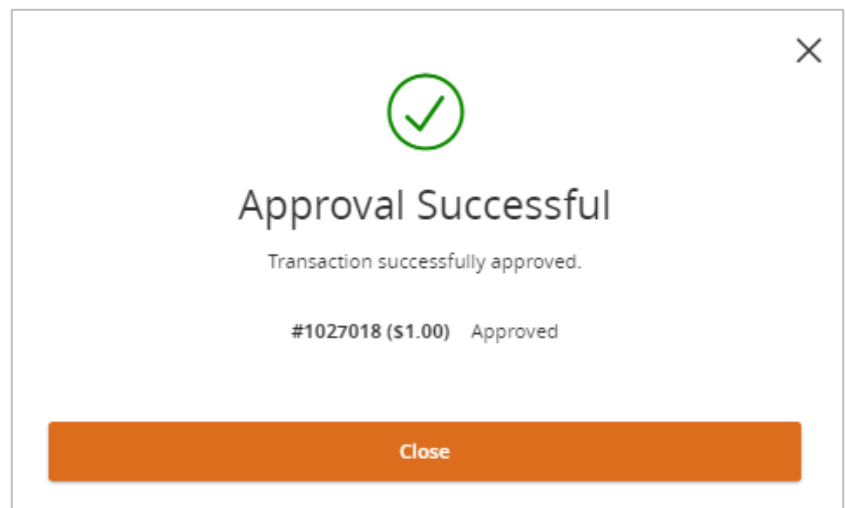 Approval Successful
Transaction successfully approved.
#1027018 ($1.00) Approved
Close